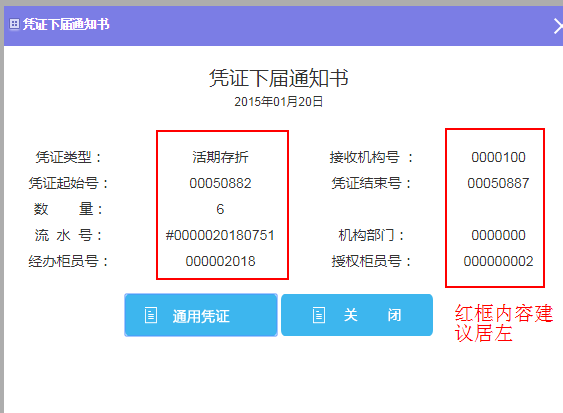 凭证下届通知书
凭证下届通知书
2015年01月20日
凭证类型： 活期存折 接收机构号 ： 0000100
凭证起始号： 00050882 凭证结束号： 00050887
数 量： 6
流 水 号： #0000020180751 机构部门： 0000000
经办柜员号： 000002018 授权柜员号： 000000002
通用凭证 关 闭
红框内容建
议居左